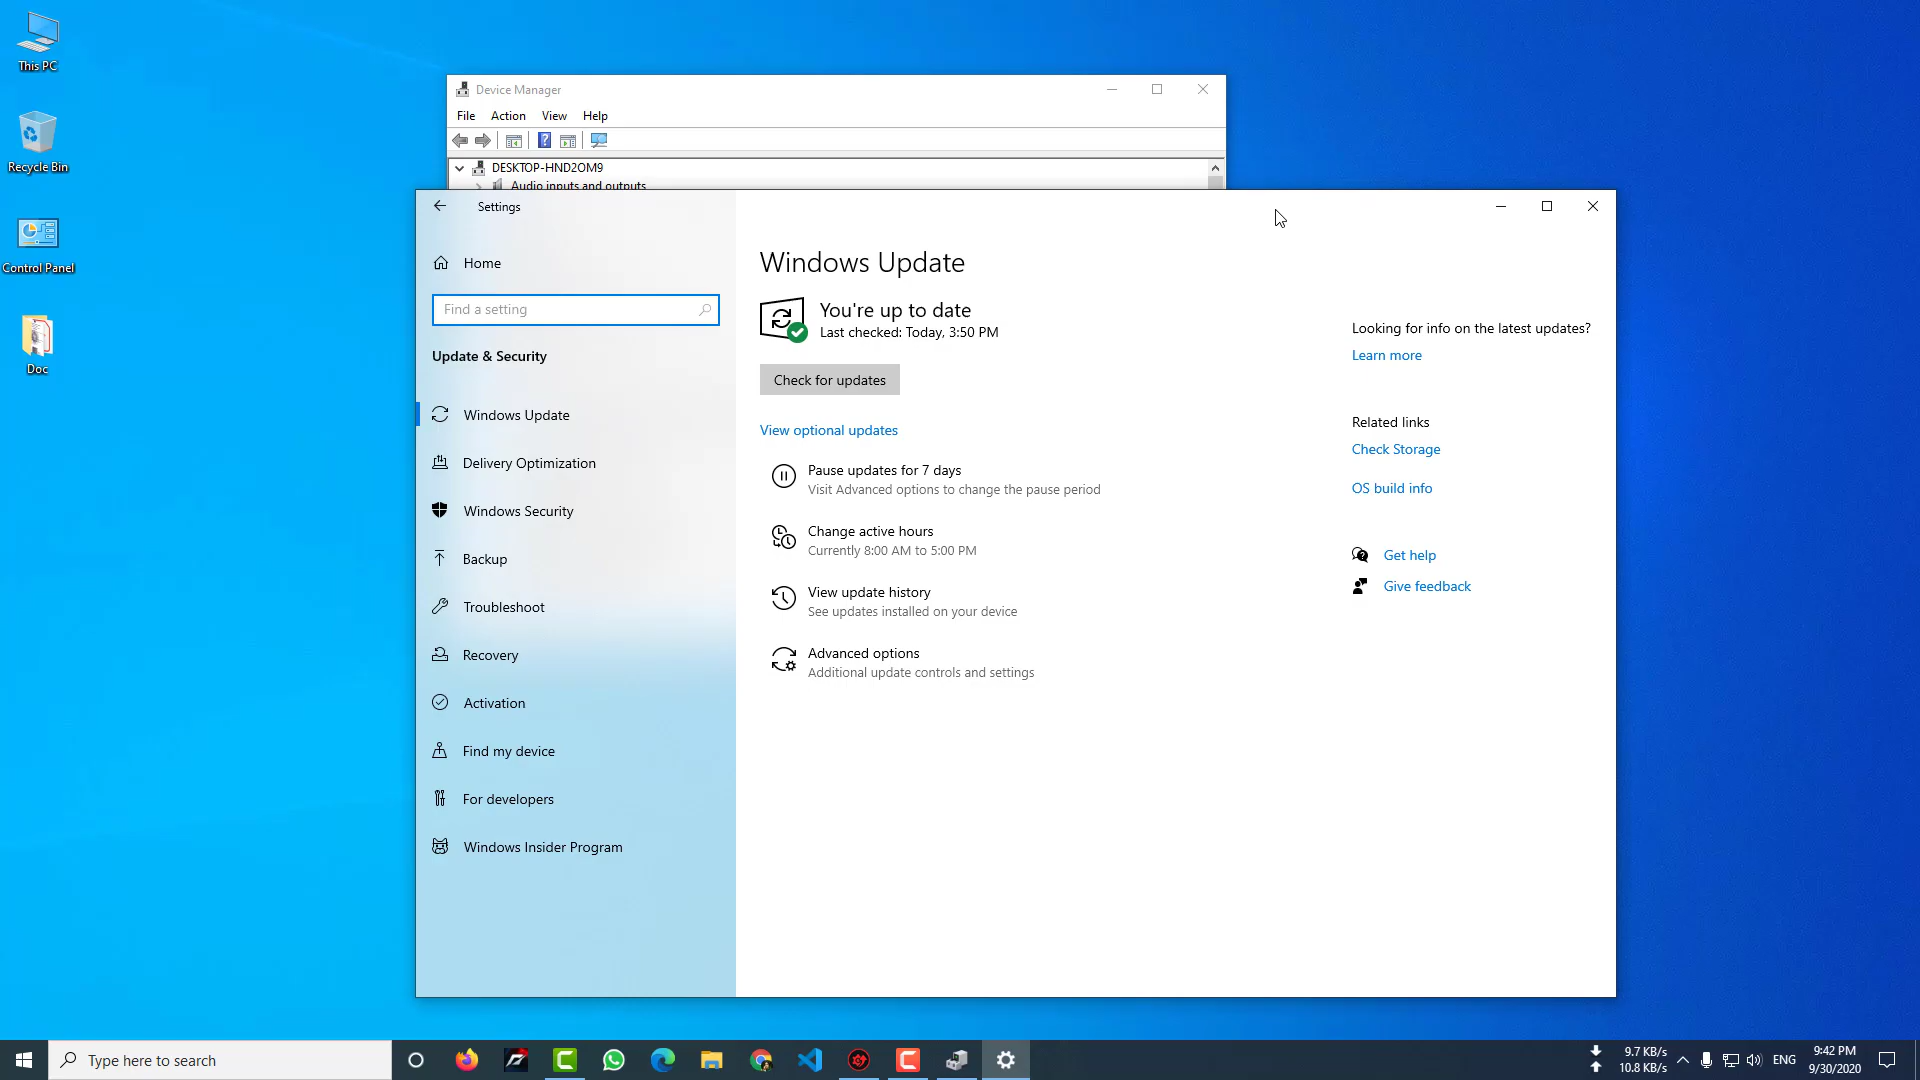 This PC
Recycle Bin
Control Panel
Doc
Device Manager
File Action View Help
DESKTOP-HND2OM9
Audio inputs and outputs
Settings
Home
Find a setting
Update & Security
Windows Update
Delivery Optimization
Windows Security
Backup
Troubleshoot
Recovery
Activation
Find my device
For developers
Windows Insider Program
Windows Update
You're up to date
Last checked: Today, 3:50 PM
Check for updates
View optional updates
Pause updates for 7 days
Visit Advanced options to change the pause period
Change active hours
Currently 8:00 AM to 5:00 PM
View update history
See updates installed on your device
Advanced options
Additional update controls and settings
Looking for info on the latest updates?
Learn more
Related links
Check Storage
OS build info
Get help
Give feedback
Type here to search
9.7 KB/s
10.8 KB/s
ENG
9:42 PM
9/30/2020